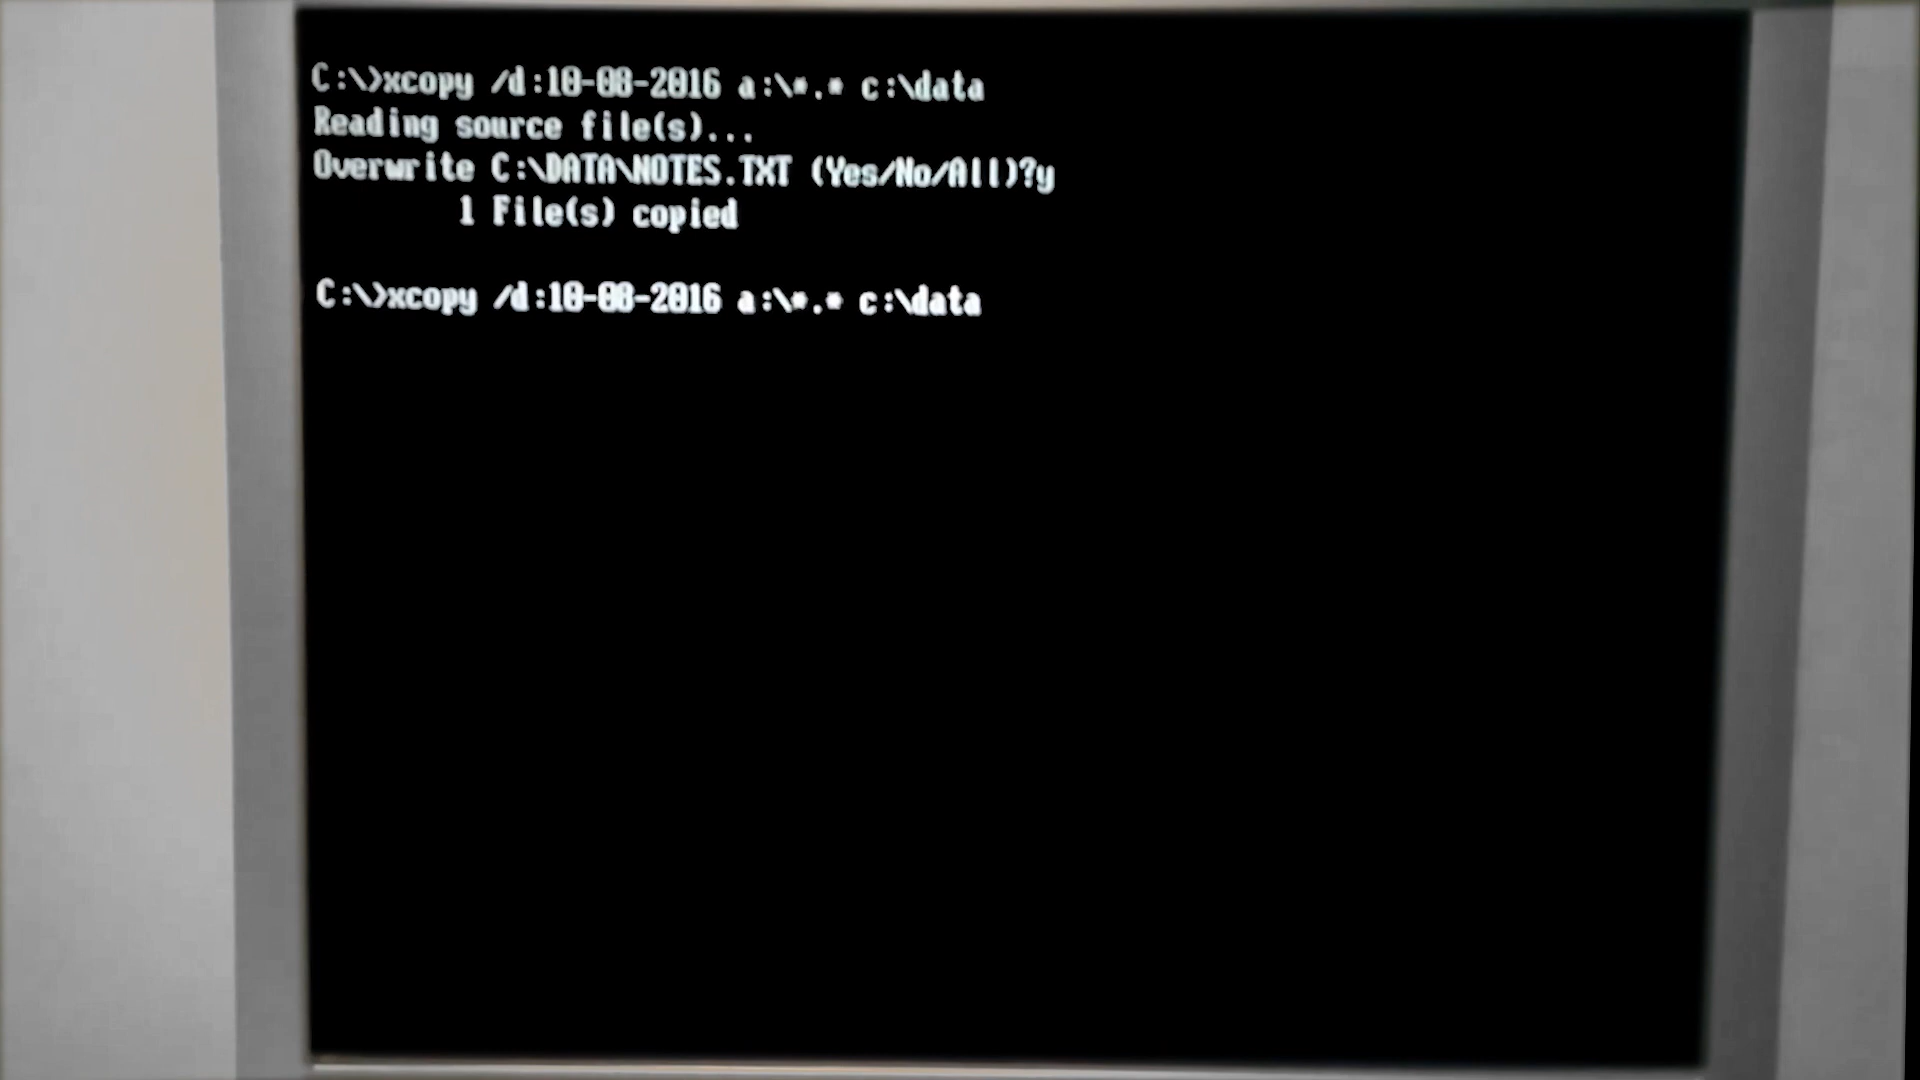 C:\>xcopy /d:10-08-2016 a:\*.* c:\data
Reading source file(s)...
Overwrite C:\DATA\NOTES.TXT (Yes/No/All)?y
1 File(s) copied
C:\>xcopy /d:10-08-2016 a:\*.* c:\data